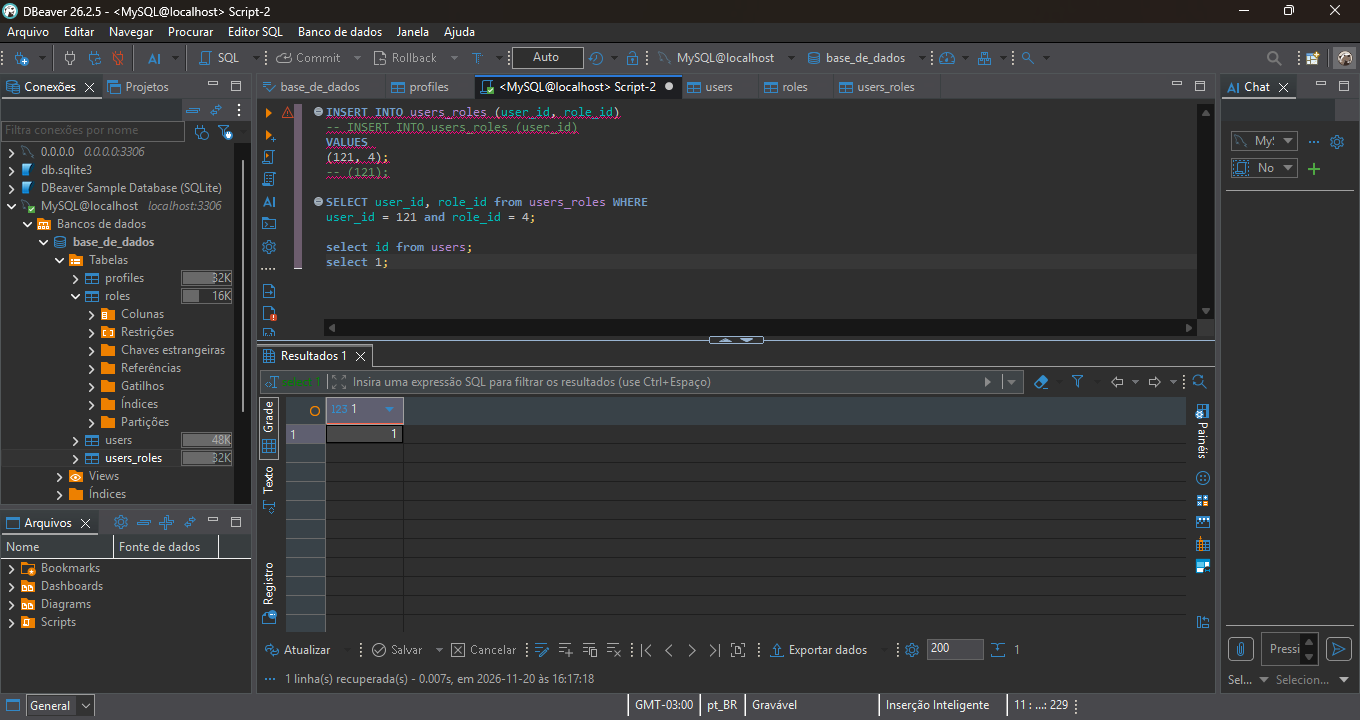 DBeaver 26.2.5 - <MySQL@localhost> Script-2
Arquivo Editar Navegar Procurar Editor SQL Banco de dados Janela Ajuda
AI SQL Commit Rollback T Auto MySQL@localhost base_de_dados
Conexões Projetos
Filtra conexões por nome
0.0.0.0 0.0.0.0:3306
db.sqlite3
DBeaver Sample Database (SQLite)
MySQL@localhost localhost:3306
Bancos de dados
base_de_dados
Tabelas
profiles 32K
roles 16K
Colunas
Restrições
Chaves estrangeiras
Referências
Gatilhos
Índices
Partições
users 48K
users_roles 32K
Views
Índices
Arquivos
Nome Fonte de dados
Bookmarks
Dashboards
Diagrams
Scripts
General
base_de_dados profiles <MySQL@localhost> Script-2 users roles users_roles
AI
INSERT INTO users_roles (user_id, role_id)
-- INSERT INTO users_roles (user_id)
VALUES
(121, 4);
-- (121);
SELECT user_id, role_id from users_roles WHERE
user_id = 121 and role_id = 4;
select id from users;
select 1;
Resultados 1
select 1 Insira uma expressão SQL para filtrar os resultados (use Ctrl+Espaço)
Grade
Texto
Registro
123 1
1 1
Painéis
Atualizar Salvar Cancelar Exportar dados 200 1
1 linha(s) recuperada(s) - 0.007s, em 2026-11-20 às 16:17:18
AI Chat
My:
No
Pressi
Sel... Selecion...
GMT-03:00 pt_BR Gravável Inserção Inteligente 11 : ...: 229